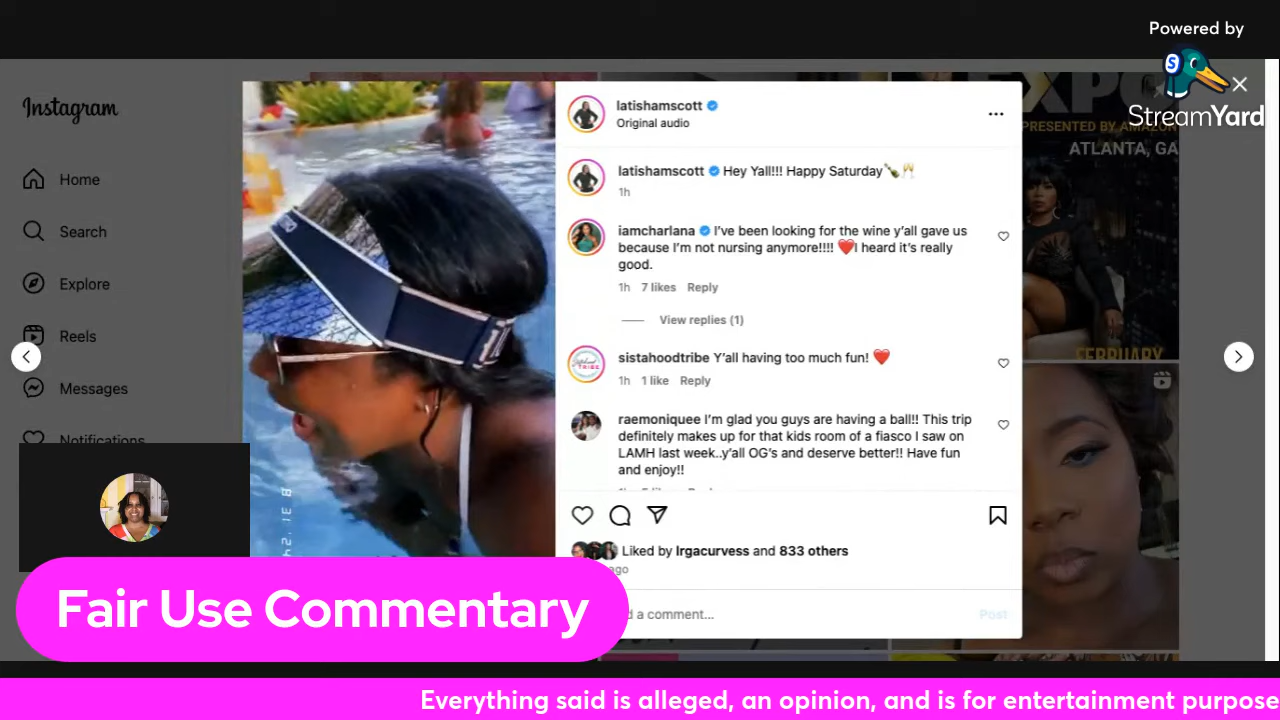 Powered by
StreamYard
Instagram
Home
Search
Explore
Reels
Messages
Notifications
latishamscott
Original audio
latishamscott Hey Yall!!! Happy Saturday🍾🥂
1h
iamcharlana I've been looking for the wine y'all gave us
because I'm not nursing anymore!!!! ❤️I heard it's really
good.
1h 7 likes Reply
View replies (1)
sistahoodtribe Y'all having too much fun! ❤️
1h 1 like Reply
raemoniquee I'm glad you guys are having a ball!! This trip
definitely makes up for that kids room of a fiasco I saw on
LAMH last week..y'all OG's and deserve better!! Have fun
and enjoy!!
Liked by lrgacurvess and 833 others
ago
a comment...
Post
EXPO
PRESENTED BY AMAZON
ATLANTA, GA
FEBRUARY
Fair Use Commentary
Everything said is alleged, an opinion, and is for entertainment purpose